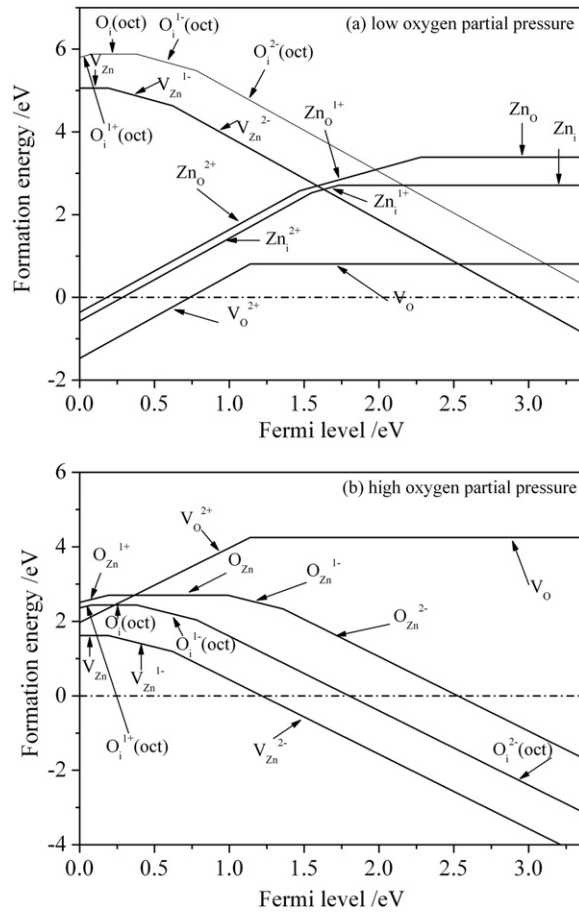 (a) low oxygen partial pressure
O_i(oct)
O_i^1-(oct)
V_Zn
V_Zn^1-
O_i^2-(oct)
O_i^1+(oct)
V_Zn^2-
Zn_O^1+
Zn_O
Zn_i
Zn_O^2+
Zn_i^1+
Zn_i^2+
V_O^2+
V_O
Formation energy /eV
6
4
2
0
-2
0.0 0.5 1.0 1.5 2.0 2.5 3.0
Fermi level /eV
(b) high oxygen partial pressure
V_O^2+
O_Zn^1+
O_Zn
O_Zn^1-
O_Zn^2-
V_O
O_i(oct)
O_i^1-(oct)
V_Zn
V_Zn^1-
O_i^1+(oct)
V_Zn^2-
O_i^2-(oct)
Formation energy /eV
6
4
2
0
-2
-4
0.0 0.5 1.0 1.5 2.0 2.5 3.0
Fermi level /eV